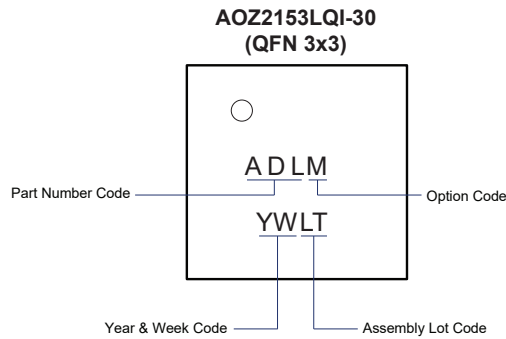 AOZ2153LQI-30
(QFN 3x3)
ADLM
Part Number Code
Option Code
YWLT
Year & Week Code
Assembly Lot Code